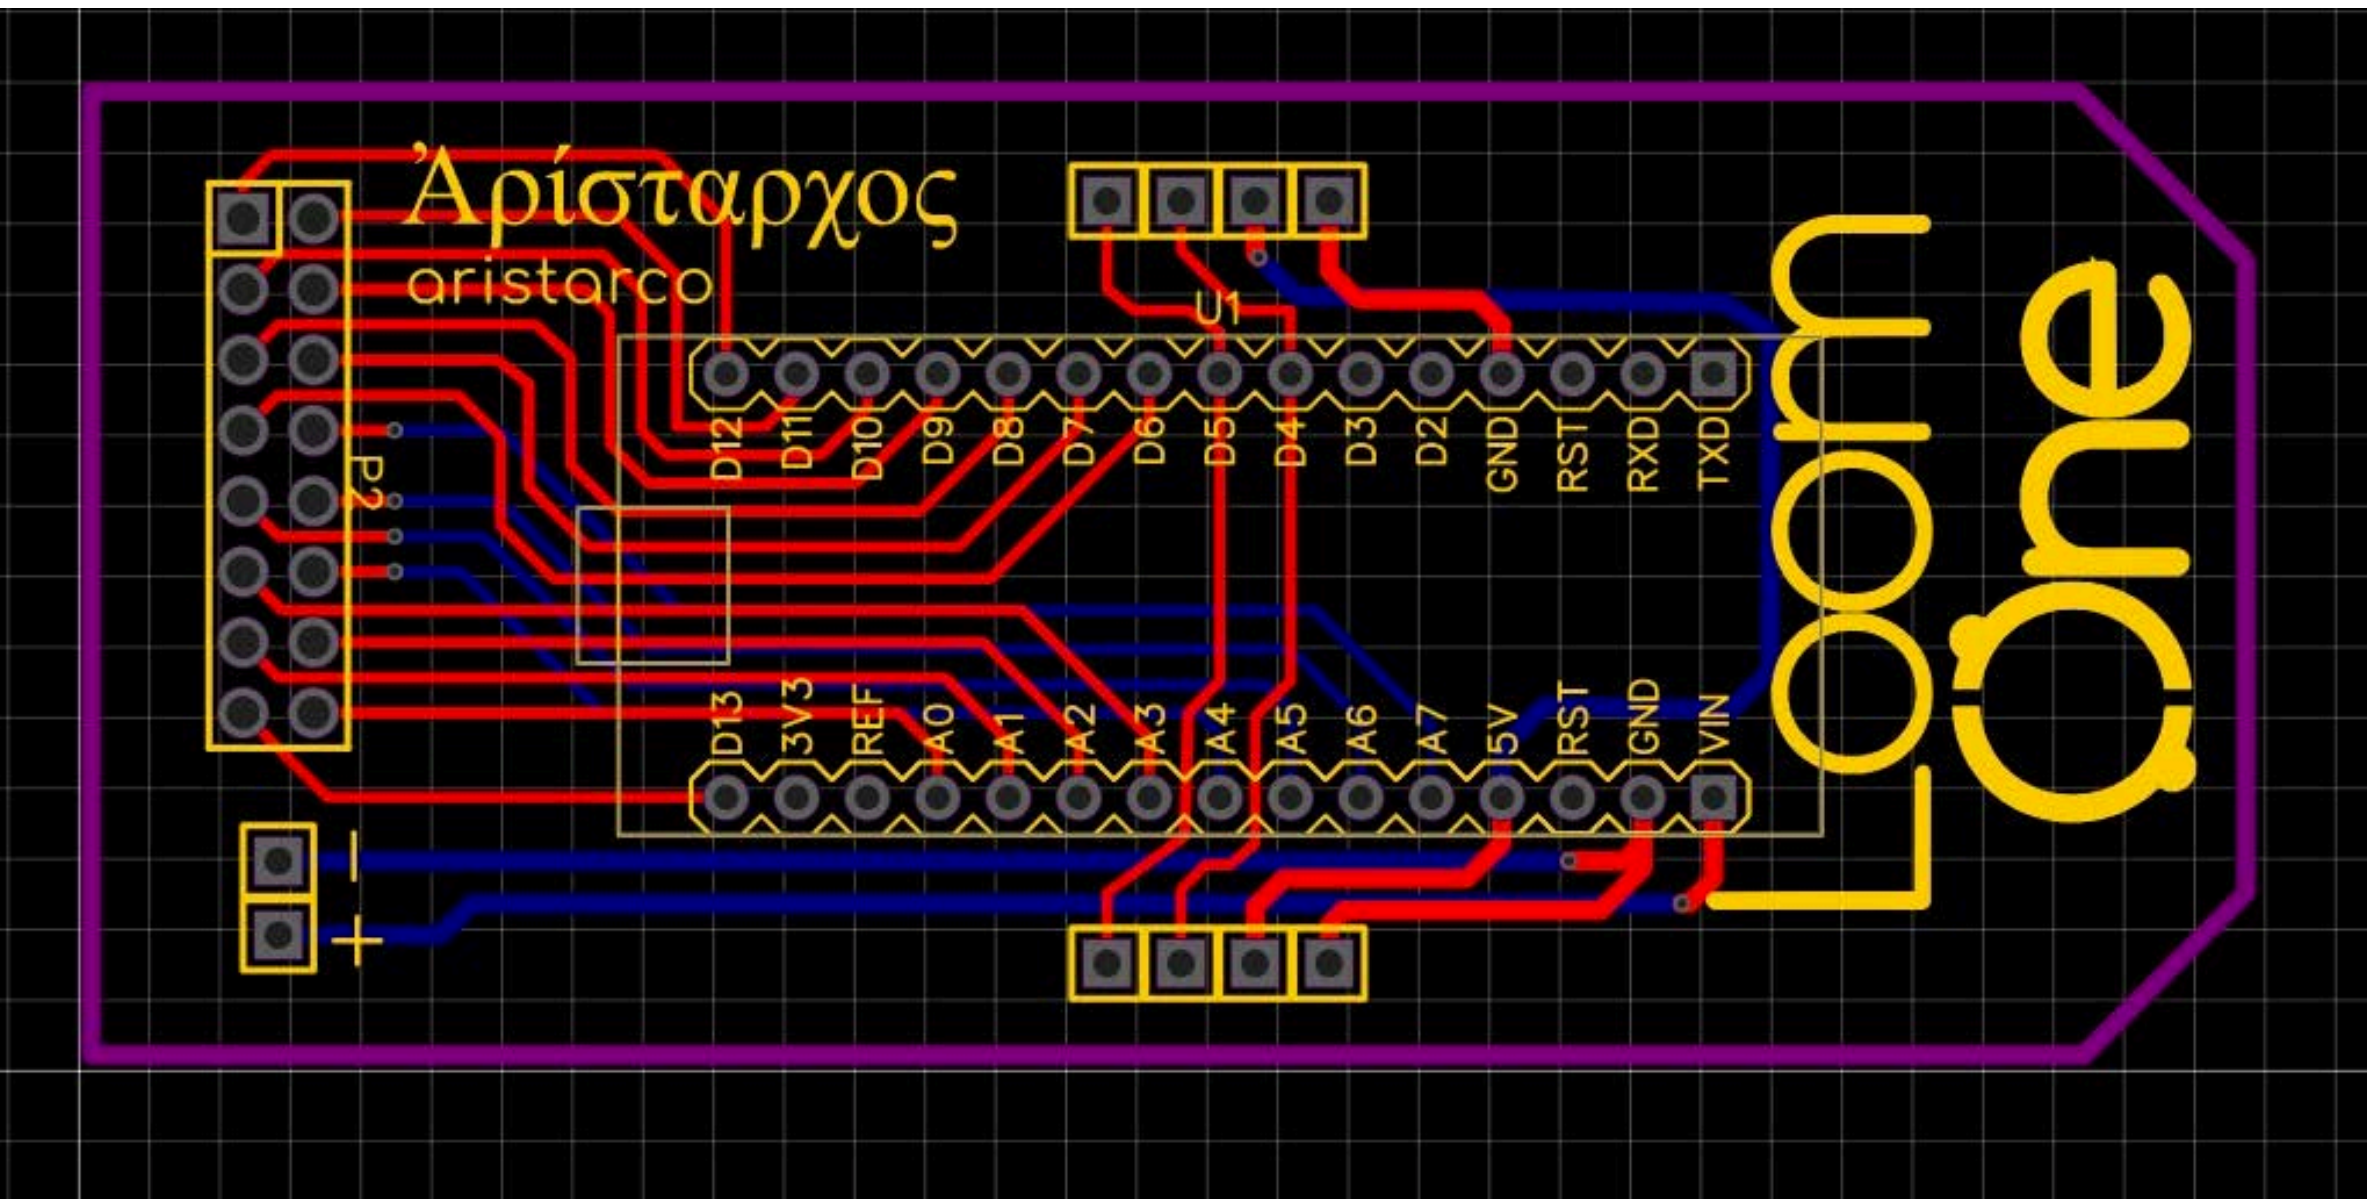 Ἀρίσταρχος
aristarco
U1
P2
D12 D11 D10 D9 D8 D7 D6 D5 D4 D3 D2 GND RST RXD TXD
D13 3V3 REF A0 A1 A2 A3 A4 A5 A6 A7 5V RST GND VIN
-
+
Loom
One